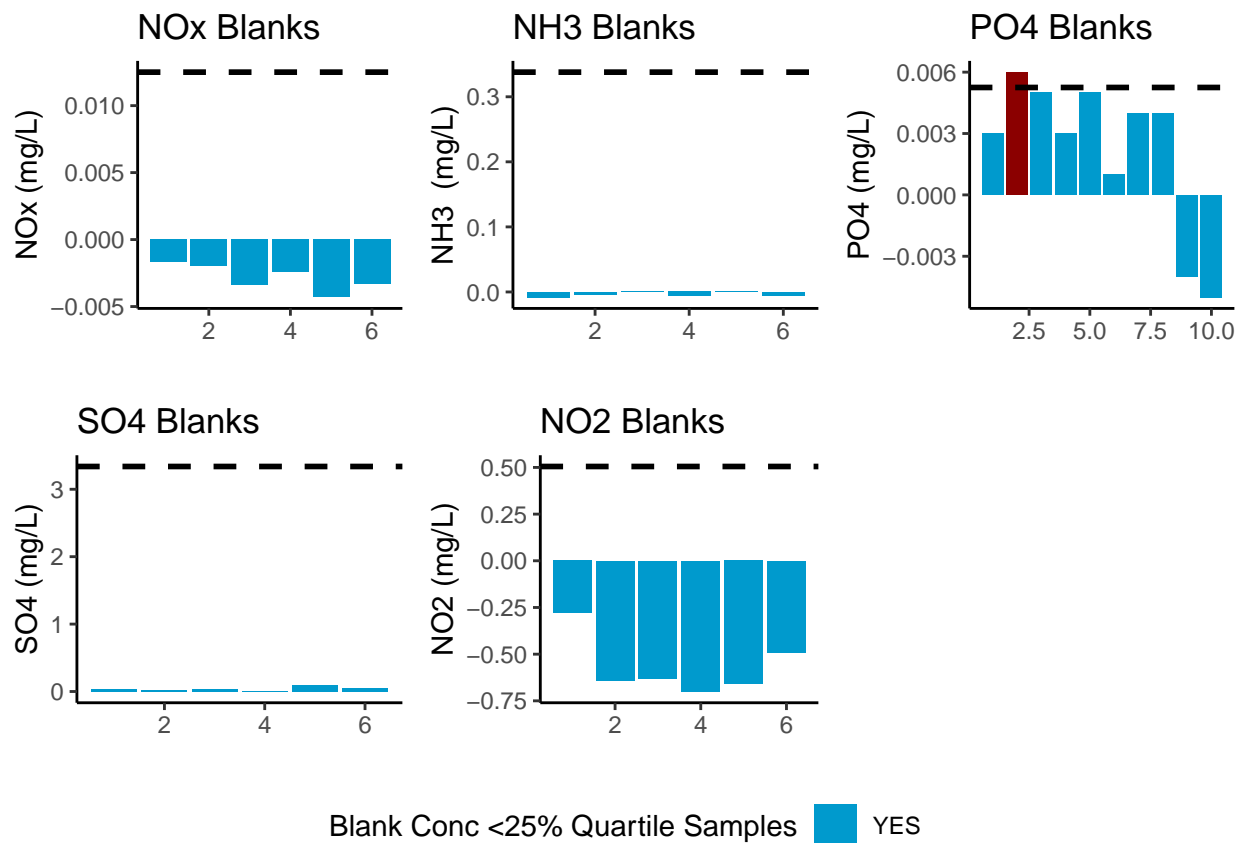 NOx Blanks
NOx (mg/L)
0.010
0.005
0.000
−0.005
2 4 6
NH3 Blanks
NH3  (mg/L)
0.3
0.2
0.1
0.0
2 4 6
PO4 Blanks
PO4 (mg/L)
0.006
0.003
0.000
−0.003
2.5 5.0 7.5 10.0
SO4 Blanks
SO4 (mg/L)
3
2
1
0
2 4 6
NO2 Blanks
NO2 (mg/L)
0.50
0.25
0.00
−0.25
−0.50
−0.75
2 4 6
Blank Conc <25% Quartile Samples YES